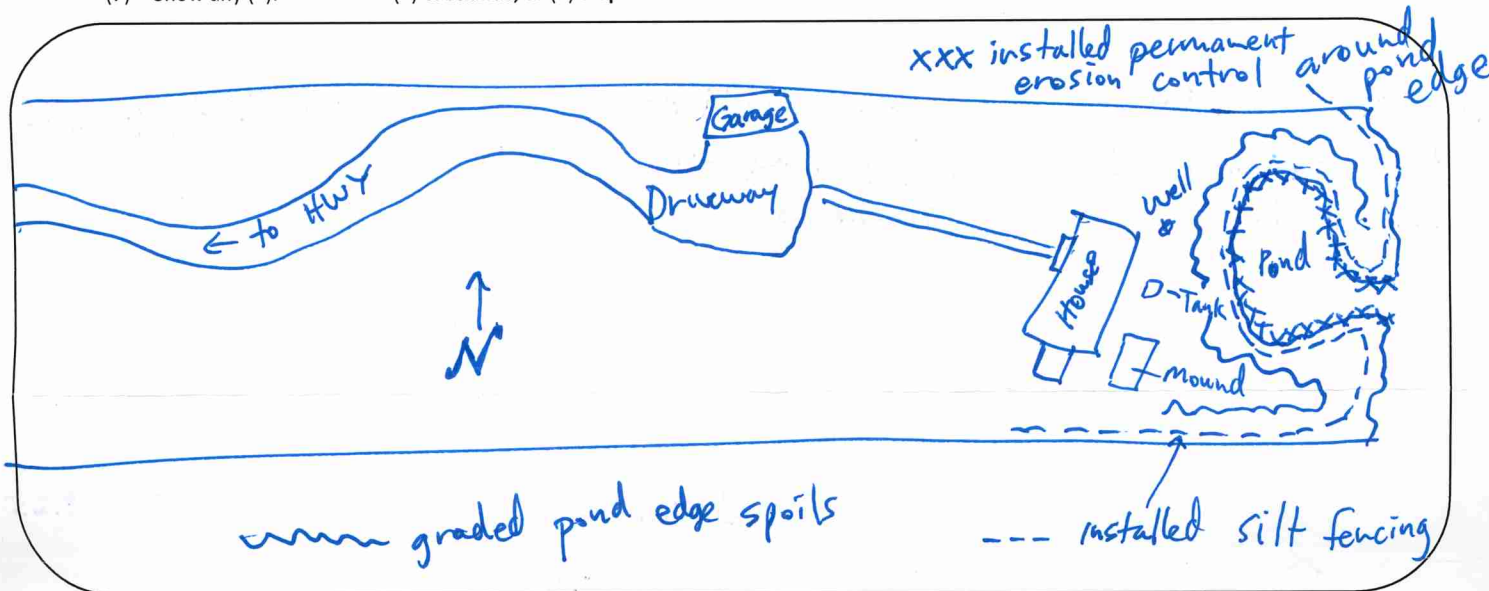 xxx installed permanent around
erosion control pond
edge
Garage
Driveway
← to HWY
Well
Pond
House
Tank
Mound
N
graded pond edge spoils
--- installed silt fencing